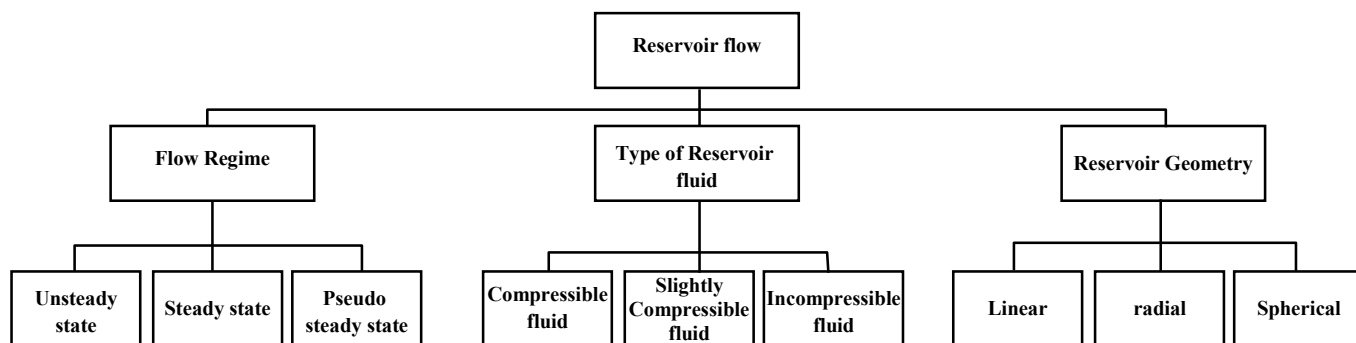 Reservoir flow
Flow Regime
Type of Reservoir
fluid
Reservoir Geometry
Unsteady
state
Steady state
Pseudo
steady state
Compressible
fluid
Slightly
Compressible
fluid
Incompressible
fluid
Linear
radial
Spherical